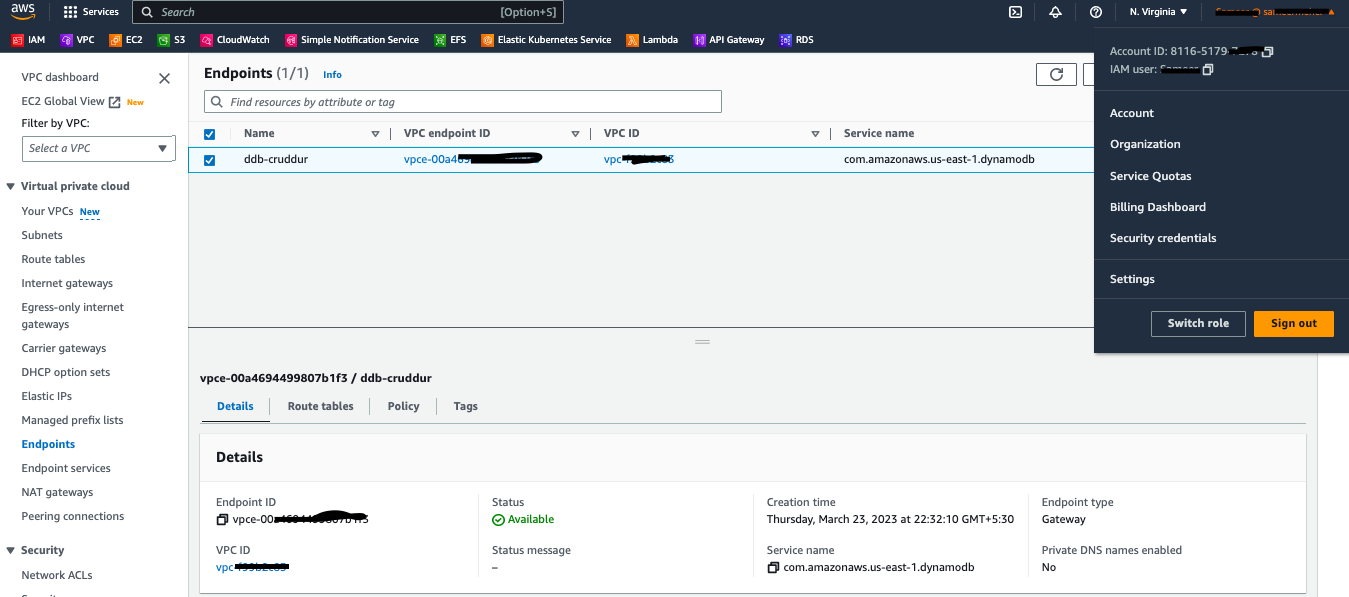 aws Services Search [Option+S] N. Virginia
IAM VPC EC2 S3 CloudWatch Simple Notification Service EFS Elastic Kubernetes Service Lambda API Gateway RDS
VPC dashboard
EC2 Global View New
Filter by VPC:
Select a VPC
Virtual private cloud
Your VPCs New
Subnets
Route tables
Internet gateways
Egress-only internet
gateways
Carrier gateways
DHCP option sets
Elastic IPs
Managed prefix lists
Endpoints
Endpoint services
NAT gateways
Peering connections
Security
Network ACLs
Endpoints (1/1) Info
Find resources by attribute or tag
Name VPC endpoint ID VPC ID Service name
ddb-cruddur vpce-00a4 vpc- com.amazonaws.us-east-1.dynamodb
Account ID: 8116-5179-
IAM user:
Account
Organization
Service Quotas
Billing Dashboard
Security credentials
Settings
Switch role Sign out
vpce-00a4694499807b1f3 / ddb-cruddur
Details Route tables Policy Tags
Details
Endpoint ID
vpce-00
Status
Available
Creation time
Thursday, March 23, 2023 at 22:32:10 GMT+5:30
Endpoint type
Gateway
VPC ID
vpc-
Status message
–
Service name
com.amazonaws.us-east-1.dynamodb
Private DNS names enabled
No